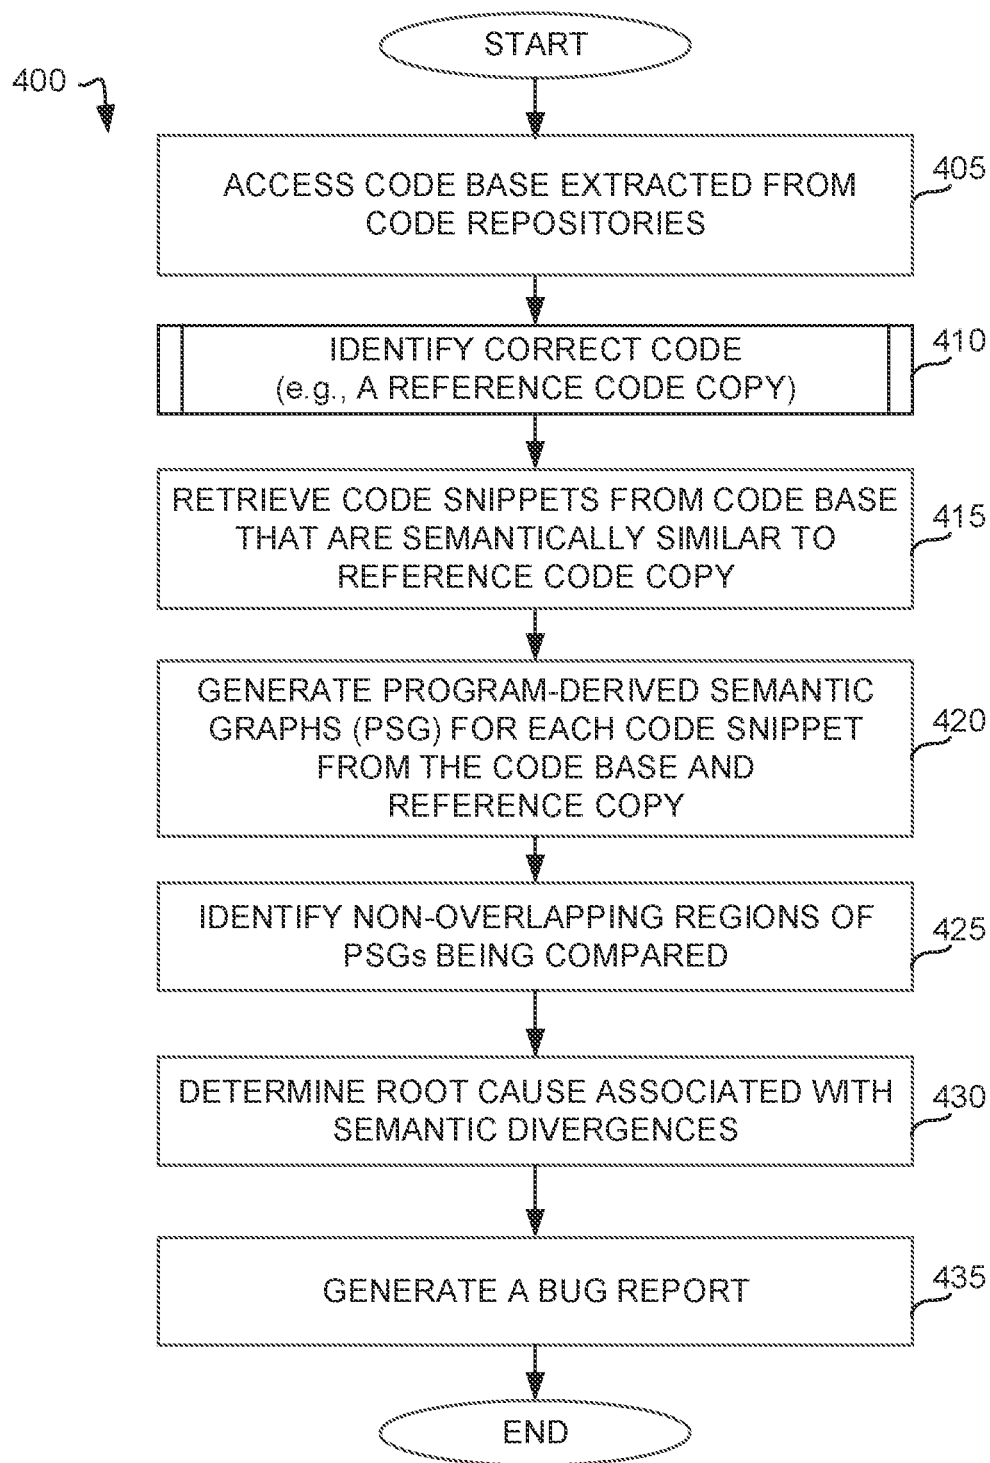 START
400
ACCESS CODE BASE EXTRACTED FROM
CODE REPOSITORIES
405
IDENTIFY CORRECT CODE
(e.g., A REFERENCE CODE COPY)
410
RETRIEVE CODE SNIPPETS FROM CODE BASE
THAT ARE SEMANTICALLY SIMILAR TO
REFERENCE CODE COPY
415
GENERATE PROGRAM-DERIVED SEMANTIC
GRAPHS (PSG) FOR EACH CODE SNIPPET
FROM THE CODE BASE AND
REFERENCE COPY
420
IDENTIFY NON-OVERLAPPING REGIONS OF
PSGs BEING COMPARED
425
DETERMINE ROOT CAUSE ASSOCIATED WITH
SEMANTIC DIVERGENCES
430
GENERATE A BUG REPORT
435
END